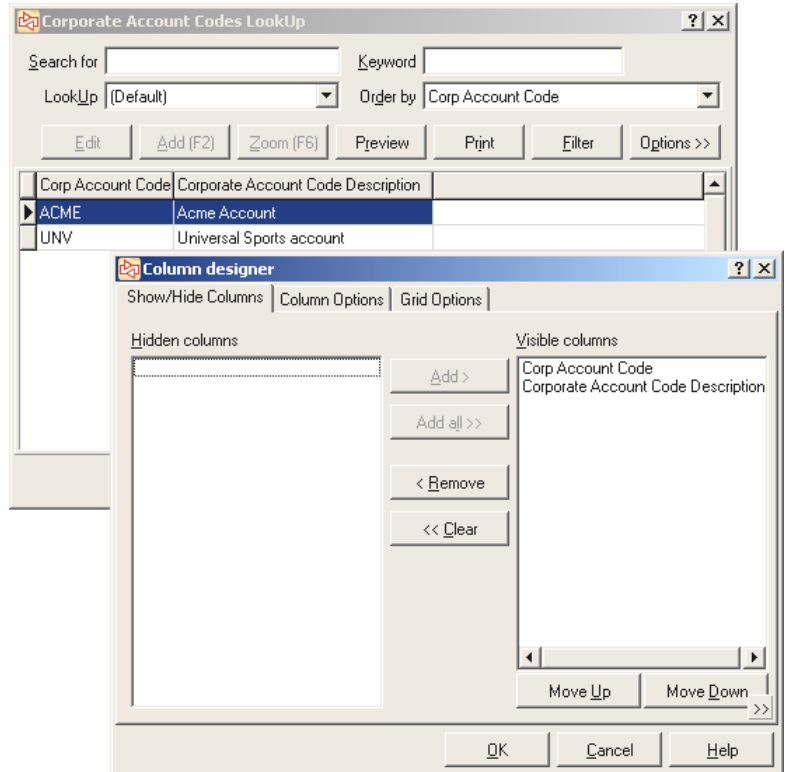 Corporate Account Codes LookUp
Search for
Keyword
LookUp (Default)
Order by Corp Account Code
Edit Add (F2) Zoom (F6) Preview Print Filter Options >>
Corp Account Code Corporate Account Code Description
ACME Acme Account
UNV Universal Sports account
Column designer
Show/Hide Columns Column Options Grid Options
Hidden columns
Visible columns
Add >
Corp Account Code
Corporate Account Code Description
Add all >>
< Remove
<< Clear
Move Up Move Down
>>
OK Cancel Help